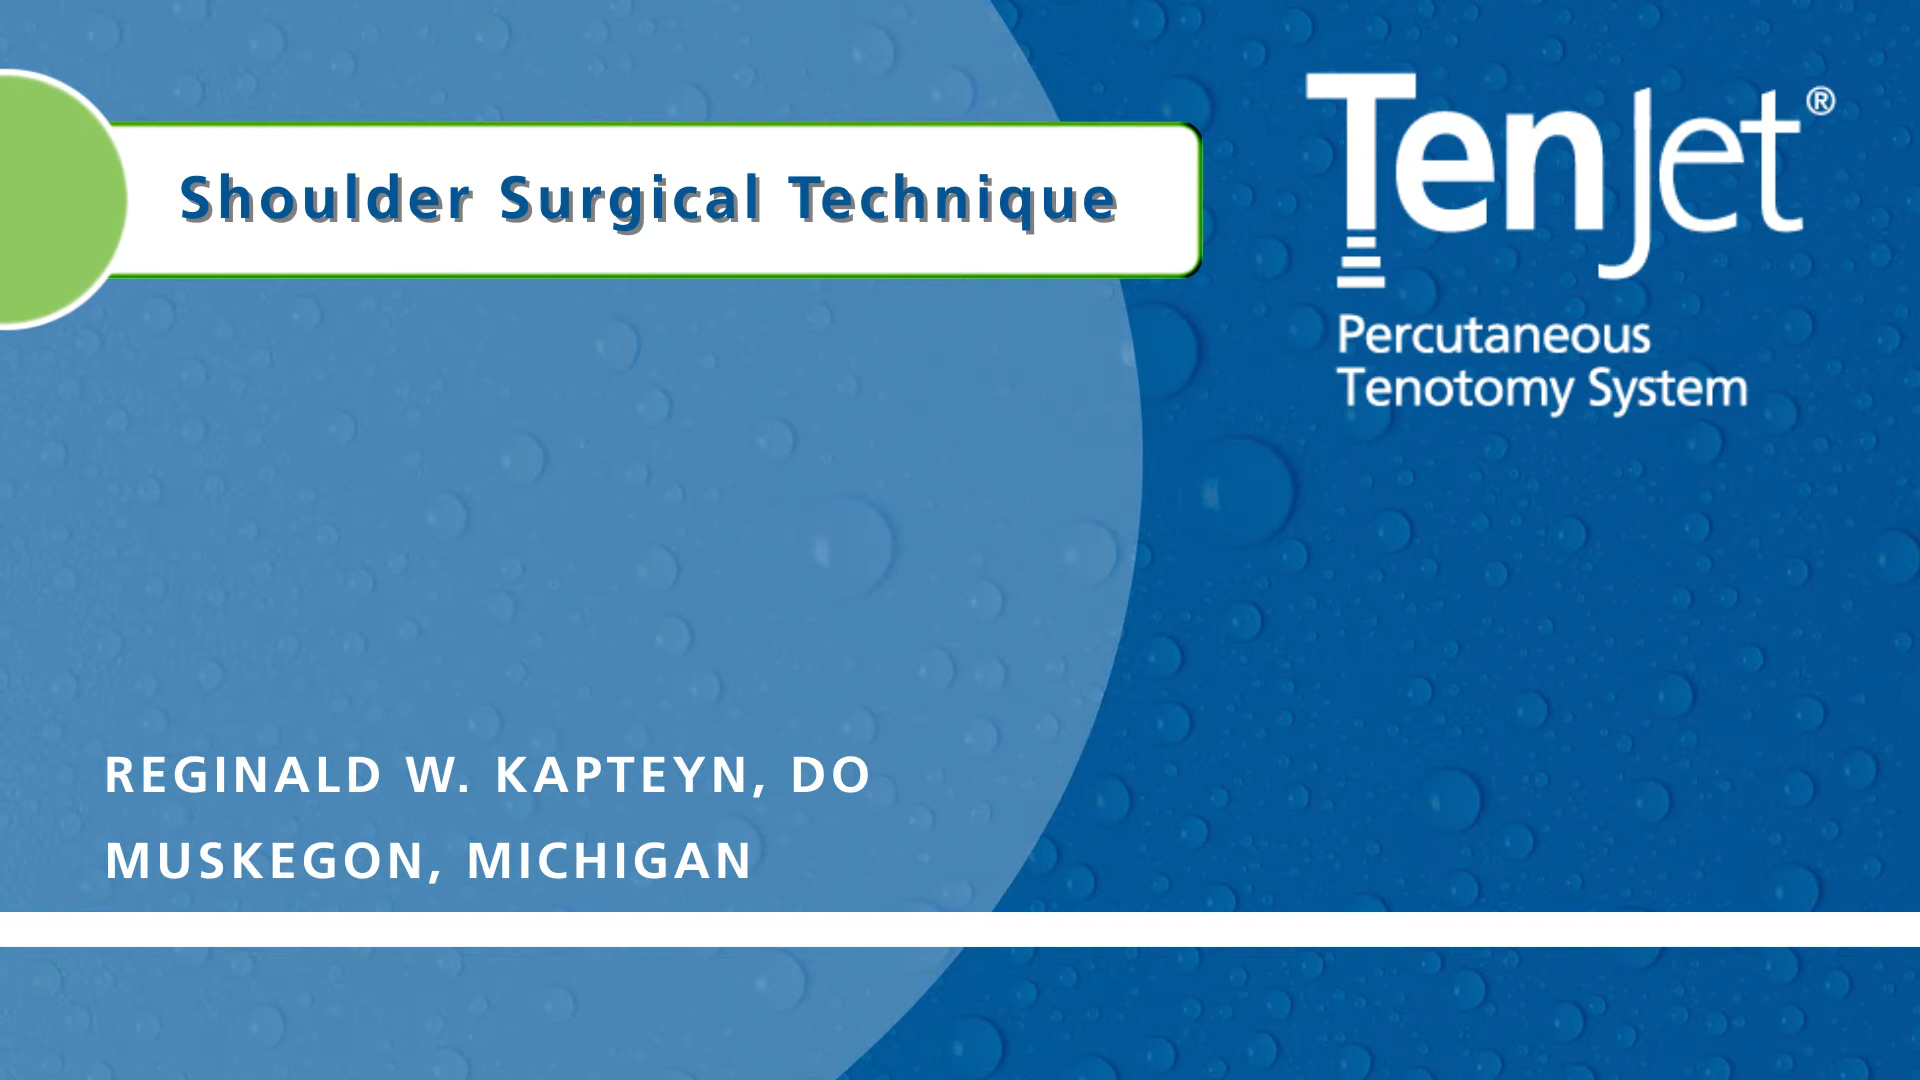 Shoulder Surgical Technique
TenJet®
Percutaneous
Tenotomy System
REGINALD W. KAPTEYN, DO
MUSKEGON, MICHIGAN